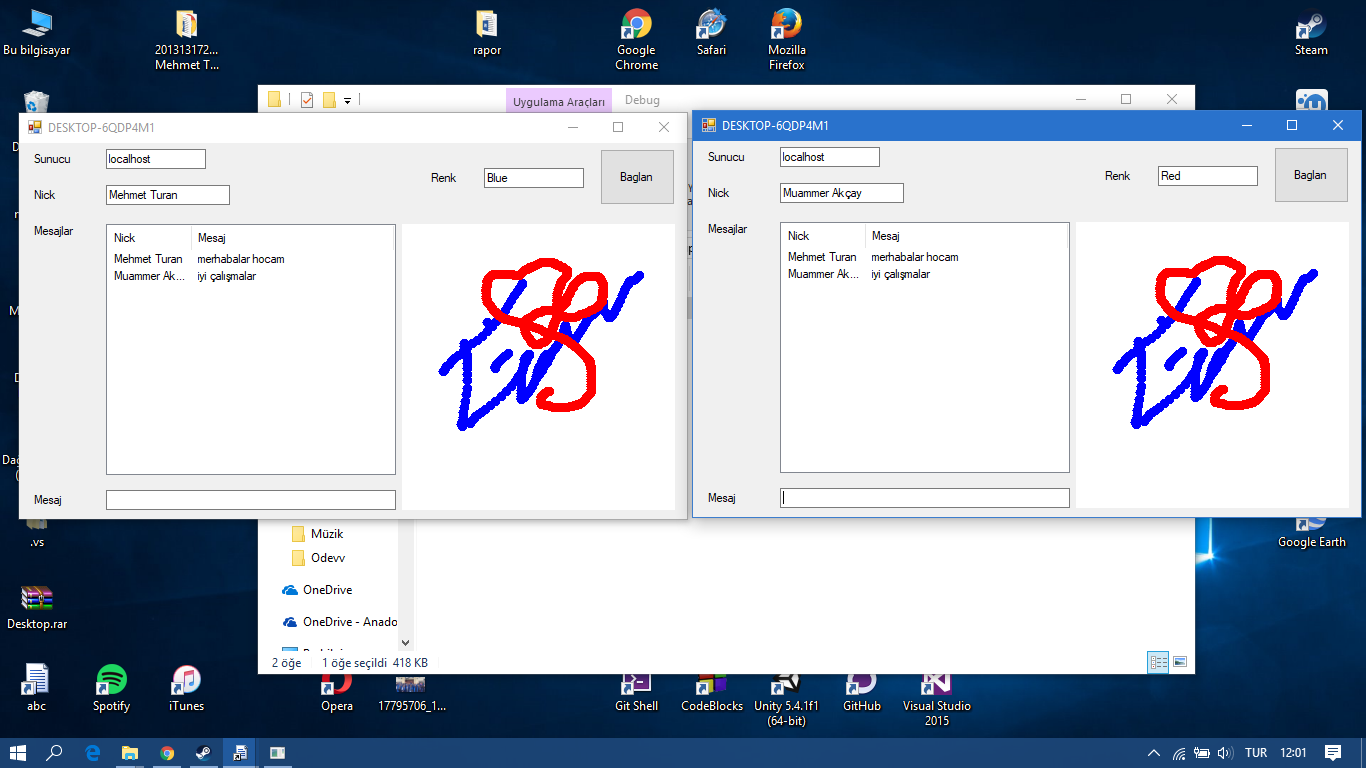 Bu bilgisayar
201313172...
Mehmet T...
rapor
Google
Chrome
Safari
Mozilla
Firefox
Steam
Uygulama Araçları
Debug
DESKTOP-6QDP4M1
Sunucu
localhost
Renk
Blue
Baglan
Nick
Mehmet Turan
Mesajlar
Nick Mesaj
Mehmet Turan merhabalar hocam
Muammer Ak... iyi çalışmalar
Mesaj
DESKTOP-6QDP4M1
Sunucu
localhost
Renk
Red
Baglan
Nick
Muammer Akçay
Mesajlar
Nick Mesaj
Mehmet Turan merhabalar hocam
Muammer Ak... iyi çalışmalar
Mesaj
.vs
Müzik
Odevv
OneDrive
OneDrive - Anado
2 öğe 1 öğe seçildi 418 KB
Google Earth
Desktop.rar
abc
Spotify
iTunes
Opera
17795706_1...
Git Shell
CodeBlocks
Unity 5.4.1f1
(64-bit)
GitHub
Visual Studio
2015
TUR
12:01